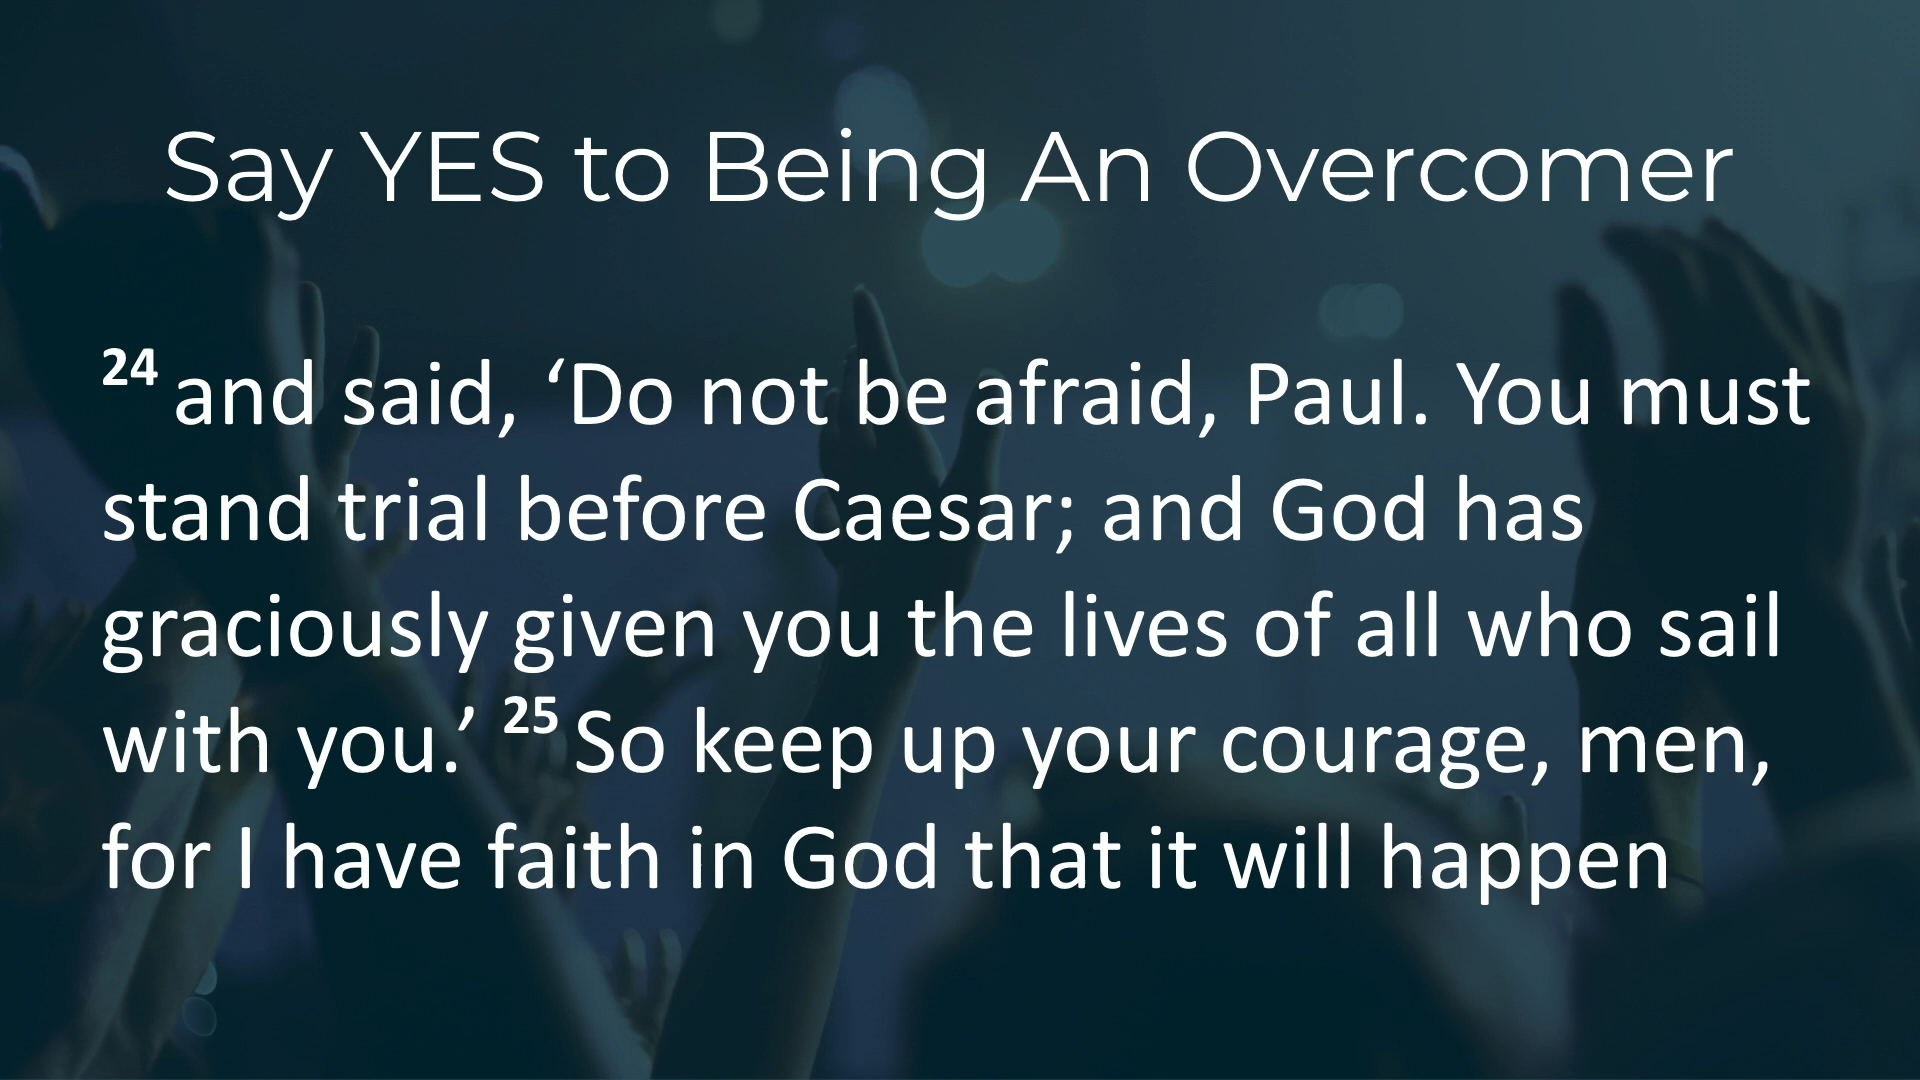 Say YES to Being An Overcomer
24 and said, ‘Do not be afraid, Paul. You must
stand trial before Caesar; and God has
graciously given you the lives of all who sail
with you.’ 25 So keep up your courage, men,
for I have faith in God that it will happen